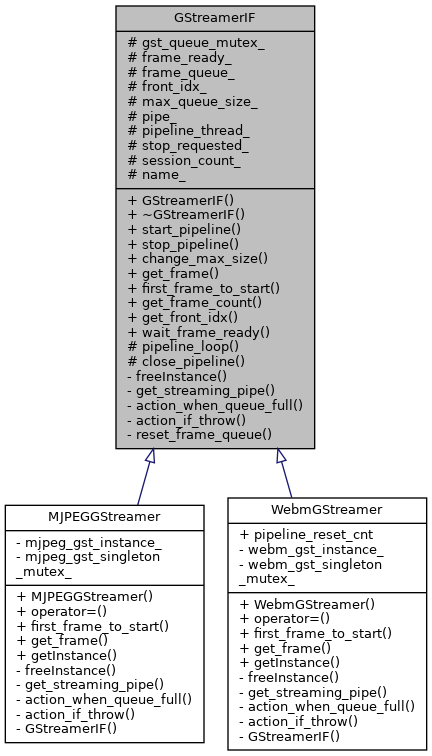 GStreamerIF
# gst_queue_mutex_
# frame_ready_
# frame_queue_
# front_idx_
# max_queue_size_
# pipe_
# pipeline_thread_
# stop_requested_
# session_count_
# name_
+ GStreamerIF()
+ ~GStreamerIF()
+ start_pipeline()
+ stop_pipeline()
+ change_max_size()
+ get_frame()
+ first_frame_to_start()
+ get_frame_count()
+ get_front_idx()
+ wait_frame_ready()
# pipeline_loop()
# close_pipeline()
- freeInstance()
- get_streaming_pipe()
- action_when_queue_full()
- action_if_throw()
- reset_frame_queue()
MJPEGGStreamer
- mjpeg_gst_instance_
- mjpeg_gst_singleton
_mutex_
+ MJPEGGStreamer()
+ operator=()
+ first_frame_to_start()
+ get_frame()
+ getInstance()
- freeInstance()
- get_streaming_pipe()
- action_when_queue_full()
- action_if_throw()
- GStreamerIF()
WebmGStreamer
+ pipeline_reset_cnt
- webm_gst_instance_
- webm_gst_singleton
_mutex_
+ WebmGStreamer()
+ operator=()
+ first_frame_to_start()
+ get_frame()
+ getInstance()
- freeInstance()
- get_streaming_pipe()
- action_when_queue_full()
- action_if_throw()
- GStreamerIF()